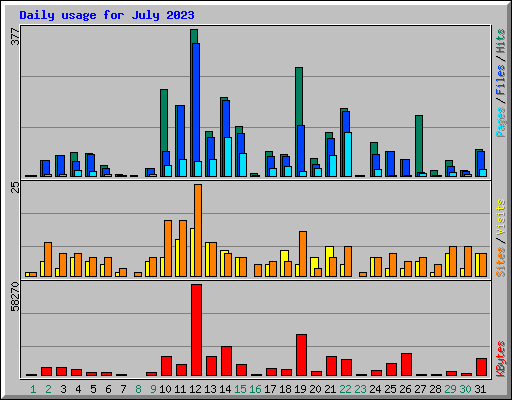 Daily usage for July 2023
377
Pages / Files / Hits
25
Sites / Visits
58270
KBytes
1 2 3 4 5 6 7 8 9 10 11 12 13 14 15 16 17 18 19 20 21 22 23 24 25 26 27 28 29 30 31